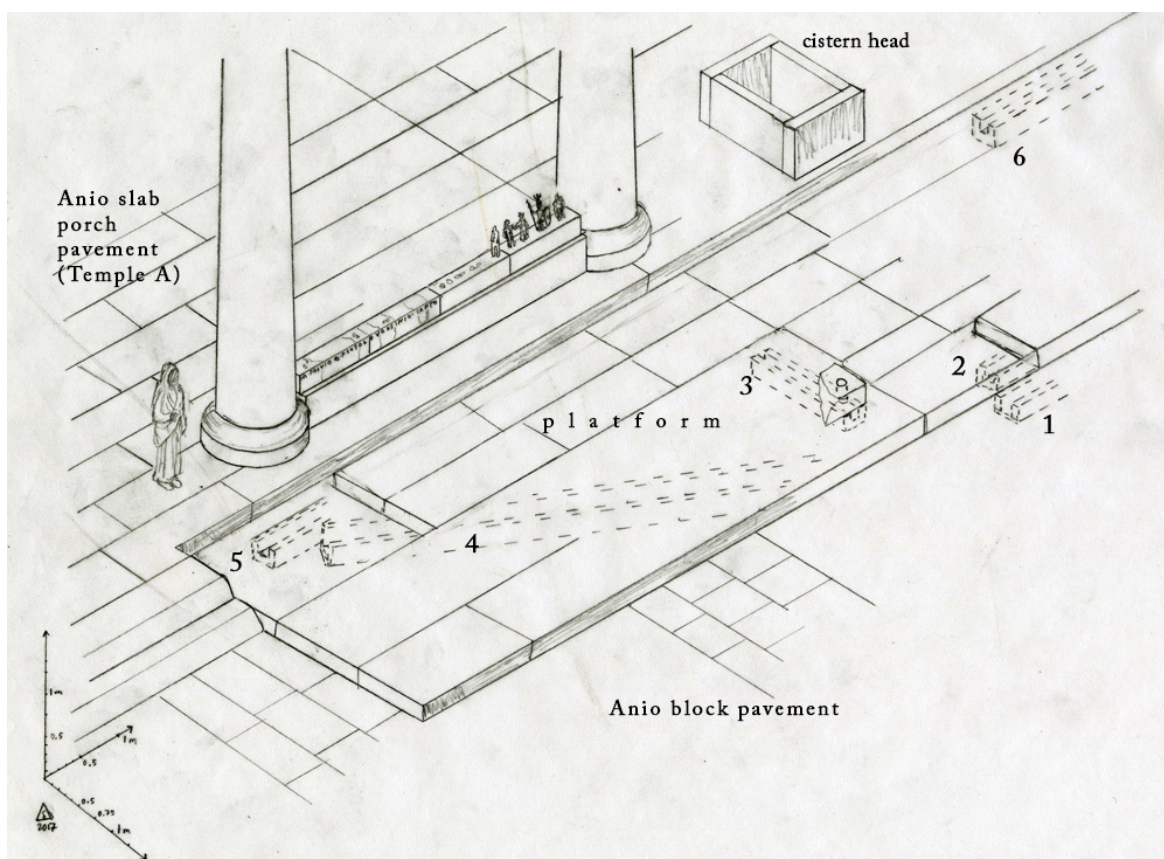 cistern head
6
Anio slab
porch
pavement
(Temple A)
2
3
platform
1
4
5
Anio block pavement
1m
0.5
1m
0.5
0.5
0.75
1m
2017